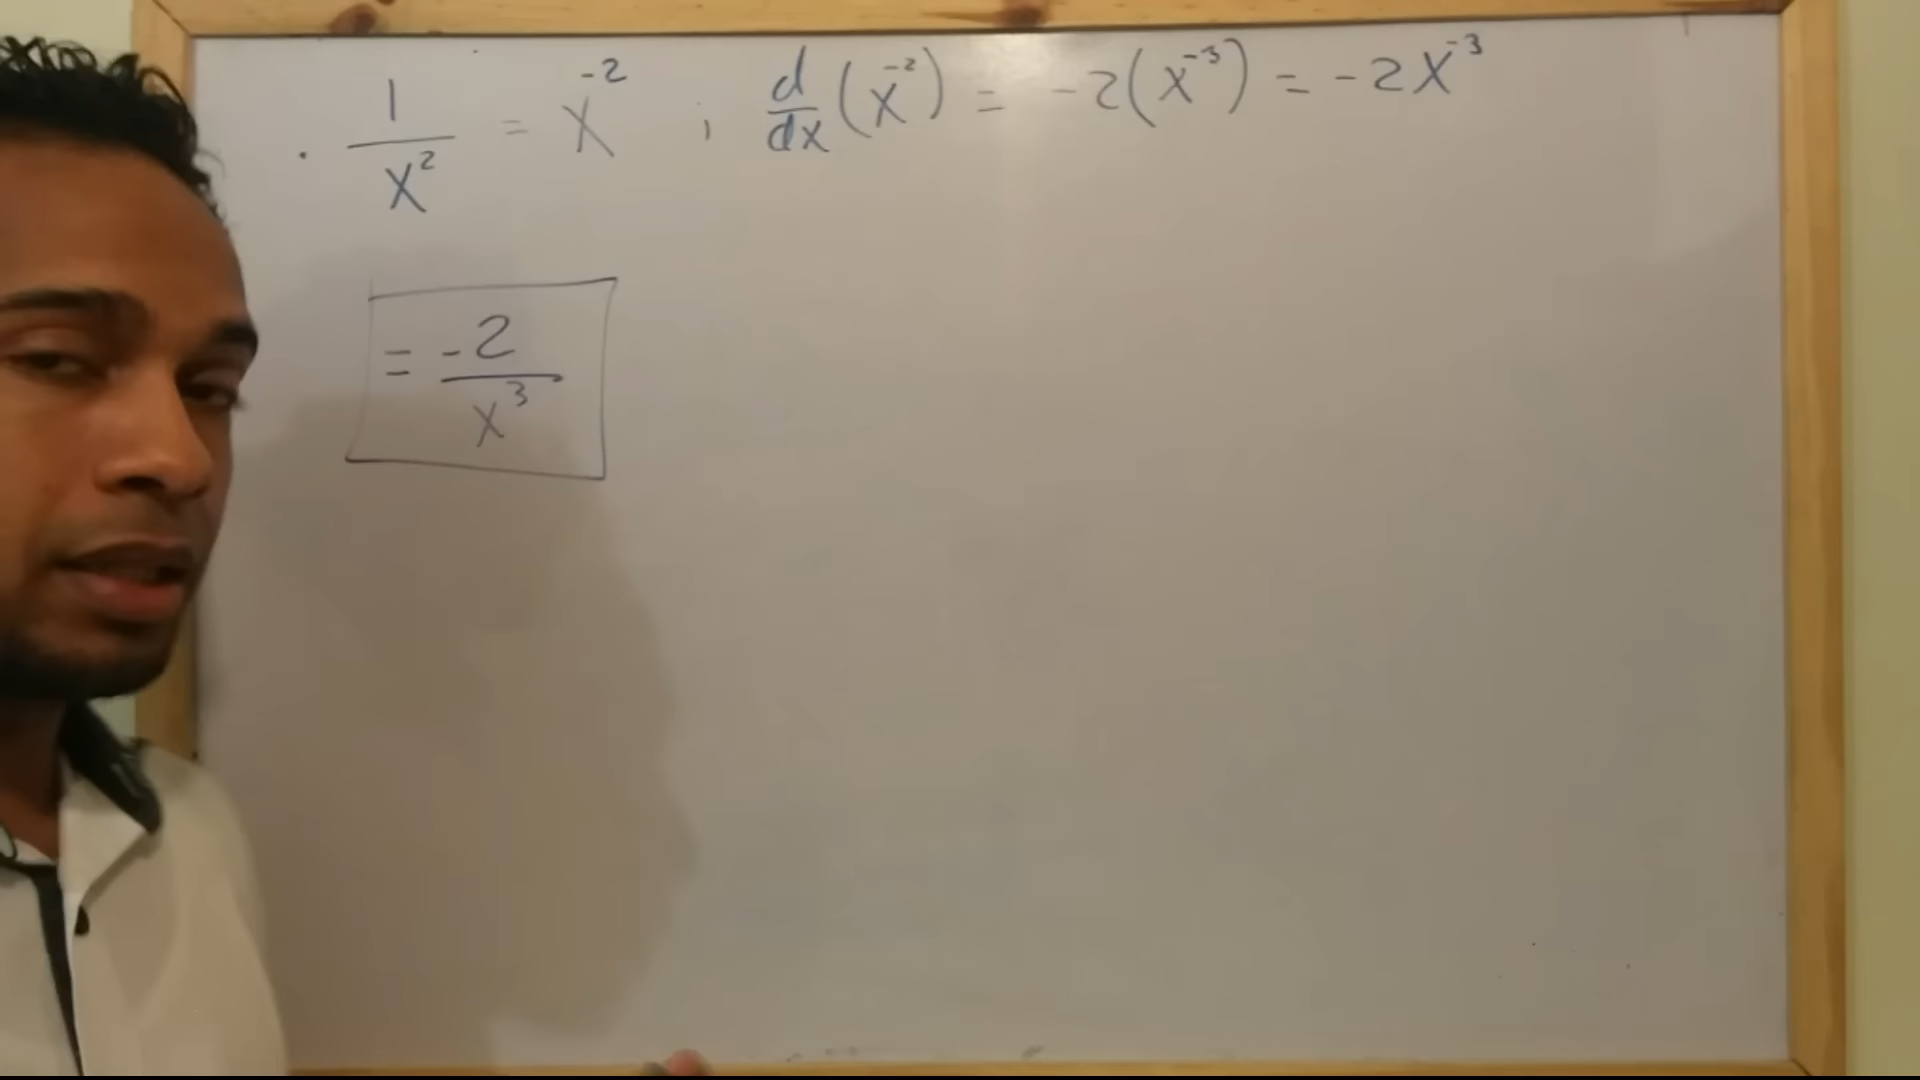 · 1/x² = x⁻² ; d/dx (x⁻²) = -2(x⁻³) = -2x⁻³
= -2/x³